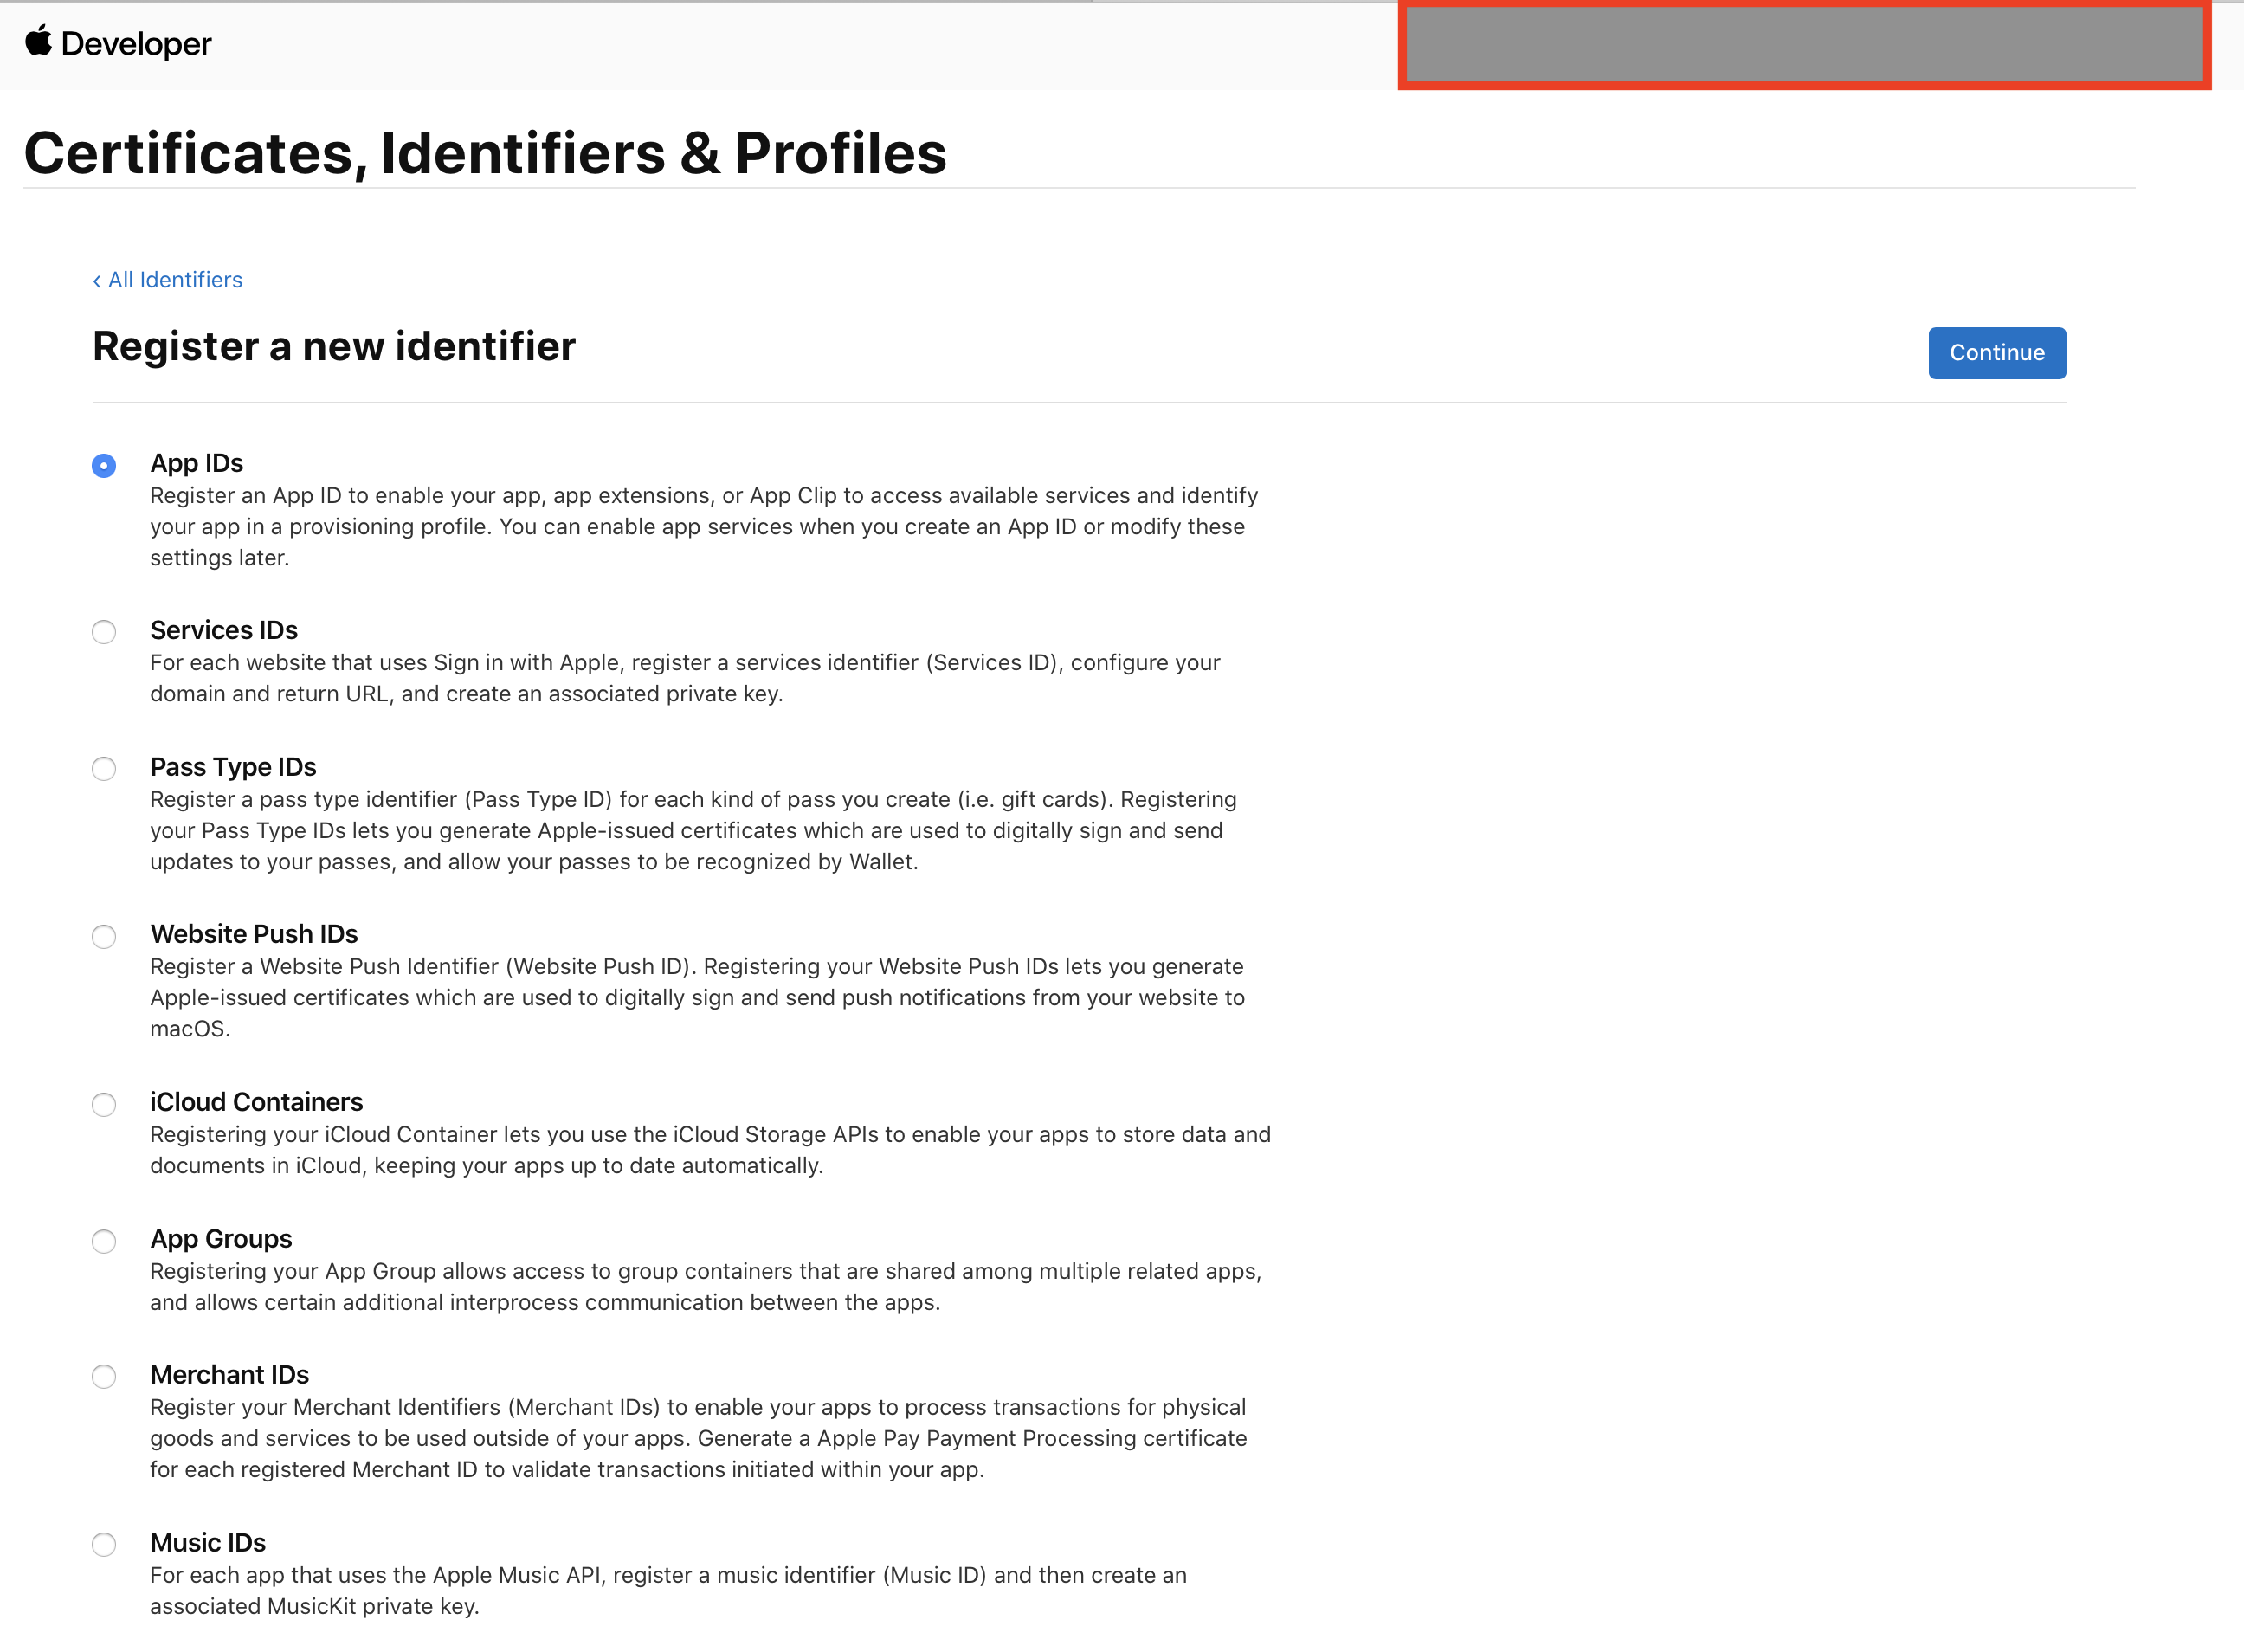 Developer
Certificates, Identifiers & Profiles
‹ All Identifiers
Register a new identifier
Continue
App IDs
Register an App ID to enable your app, app extensions, or App Clip to access available services and identify
your app in a provisioning profile. You can enable app services when you create an App ID or modify these
settings later.
Services IDs
For each website that uses Sign in with Apple, register a services identifier (Services ID), configure your
domain and return URL, and create an associated private key.
Pass Type IDs
Register a pass type identifier (Pass Type ID) for each kind of pass you create (i.e. gift cards). Registering
your Pass Type IDs lets you generate Apple-issued certificates which are used to digitally sign and send
updates to your passes, and allow your passes to be recognized by Wallet.
Website Push IDs
Register a Website Push Identifier (Website Push ID). Registering your Website Push IDs lets you generate
Apple-issued certificates which are used to digitally sign and send push notifications from your website to
macOS.
iCloud Containers
Registering your iCloud Container lets you use the iCloud Storage APIs to enable your apps to store data and
documents in iCloud, keeping your apps up to date automatically.
App Groups
Registering your App Group allows access to group containers that are shared among multiple related apps,
and allows certain additional interprocess communication between the apps.
Merchant IDs
Register your Merchant Identifiers (Merchant IDs) to enable your apps to process transactions for physical
goods and services to be used outside of your apps. Generate a Apple Pay Payment Processing certificate
for each registered Merchant ID to validate transactions initiated within your app.
Music IDs
For each app that uses the Apple Music API, register a music identifier (Music ID) and then create an
associated MusicKit private key.